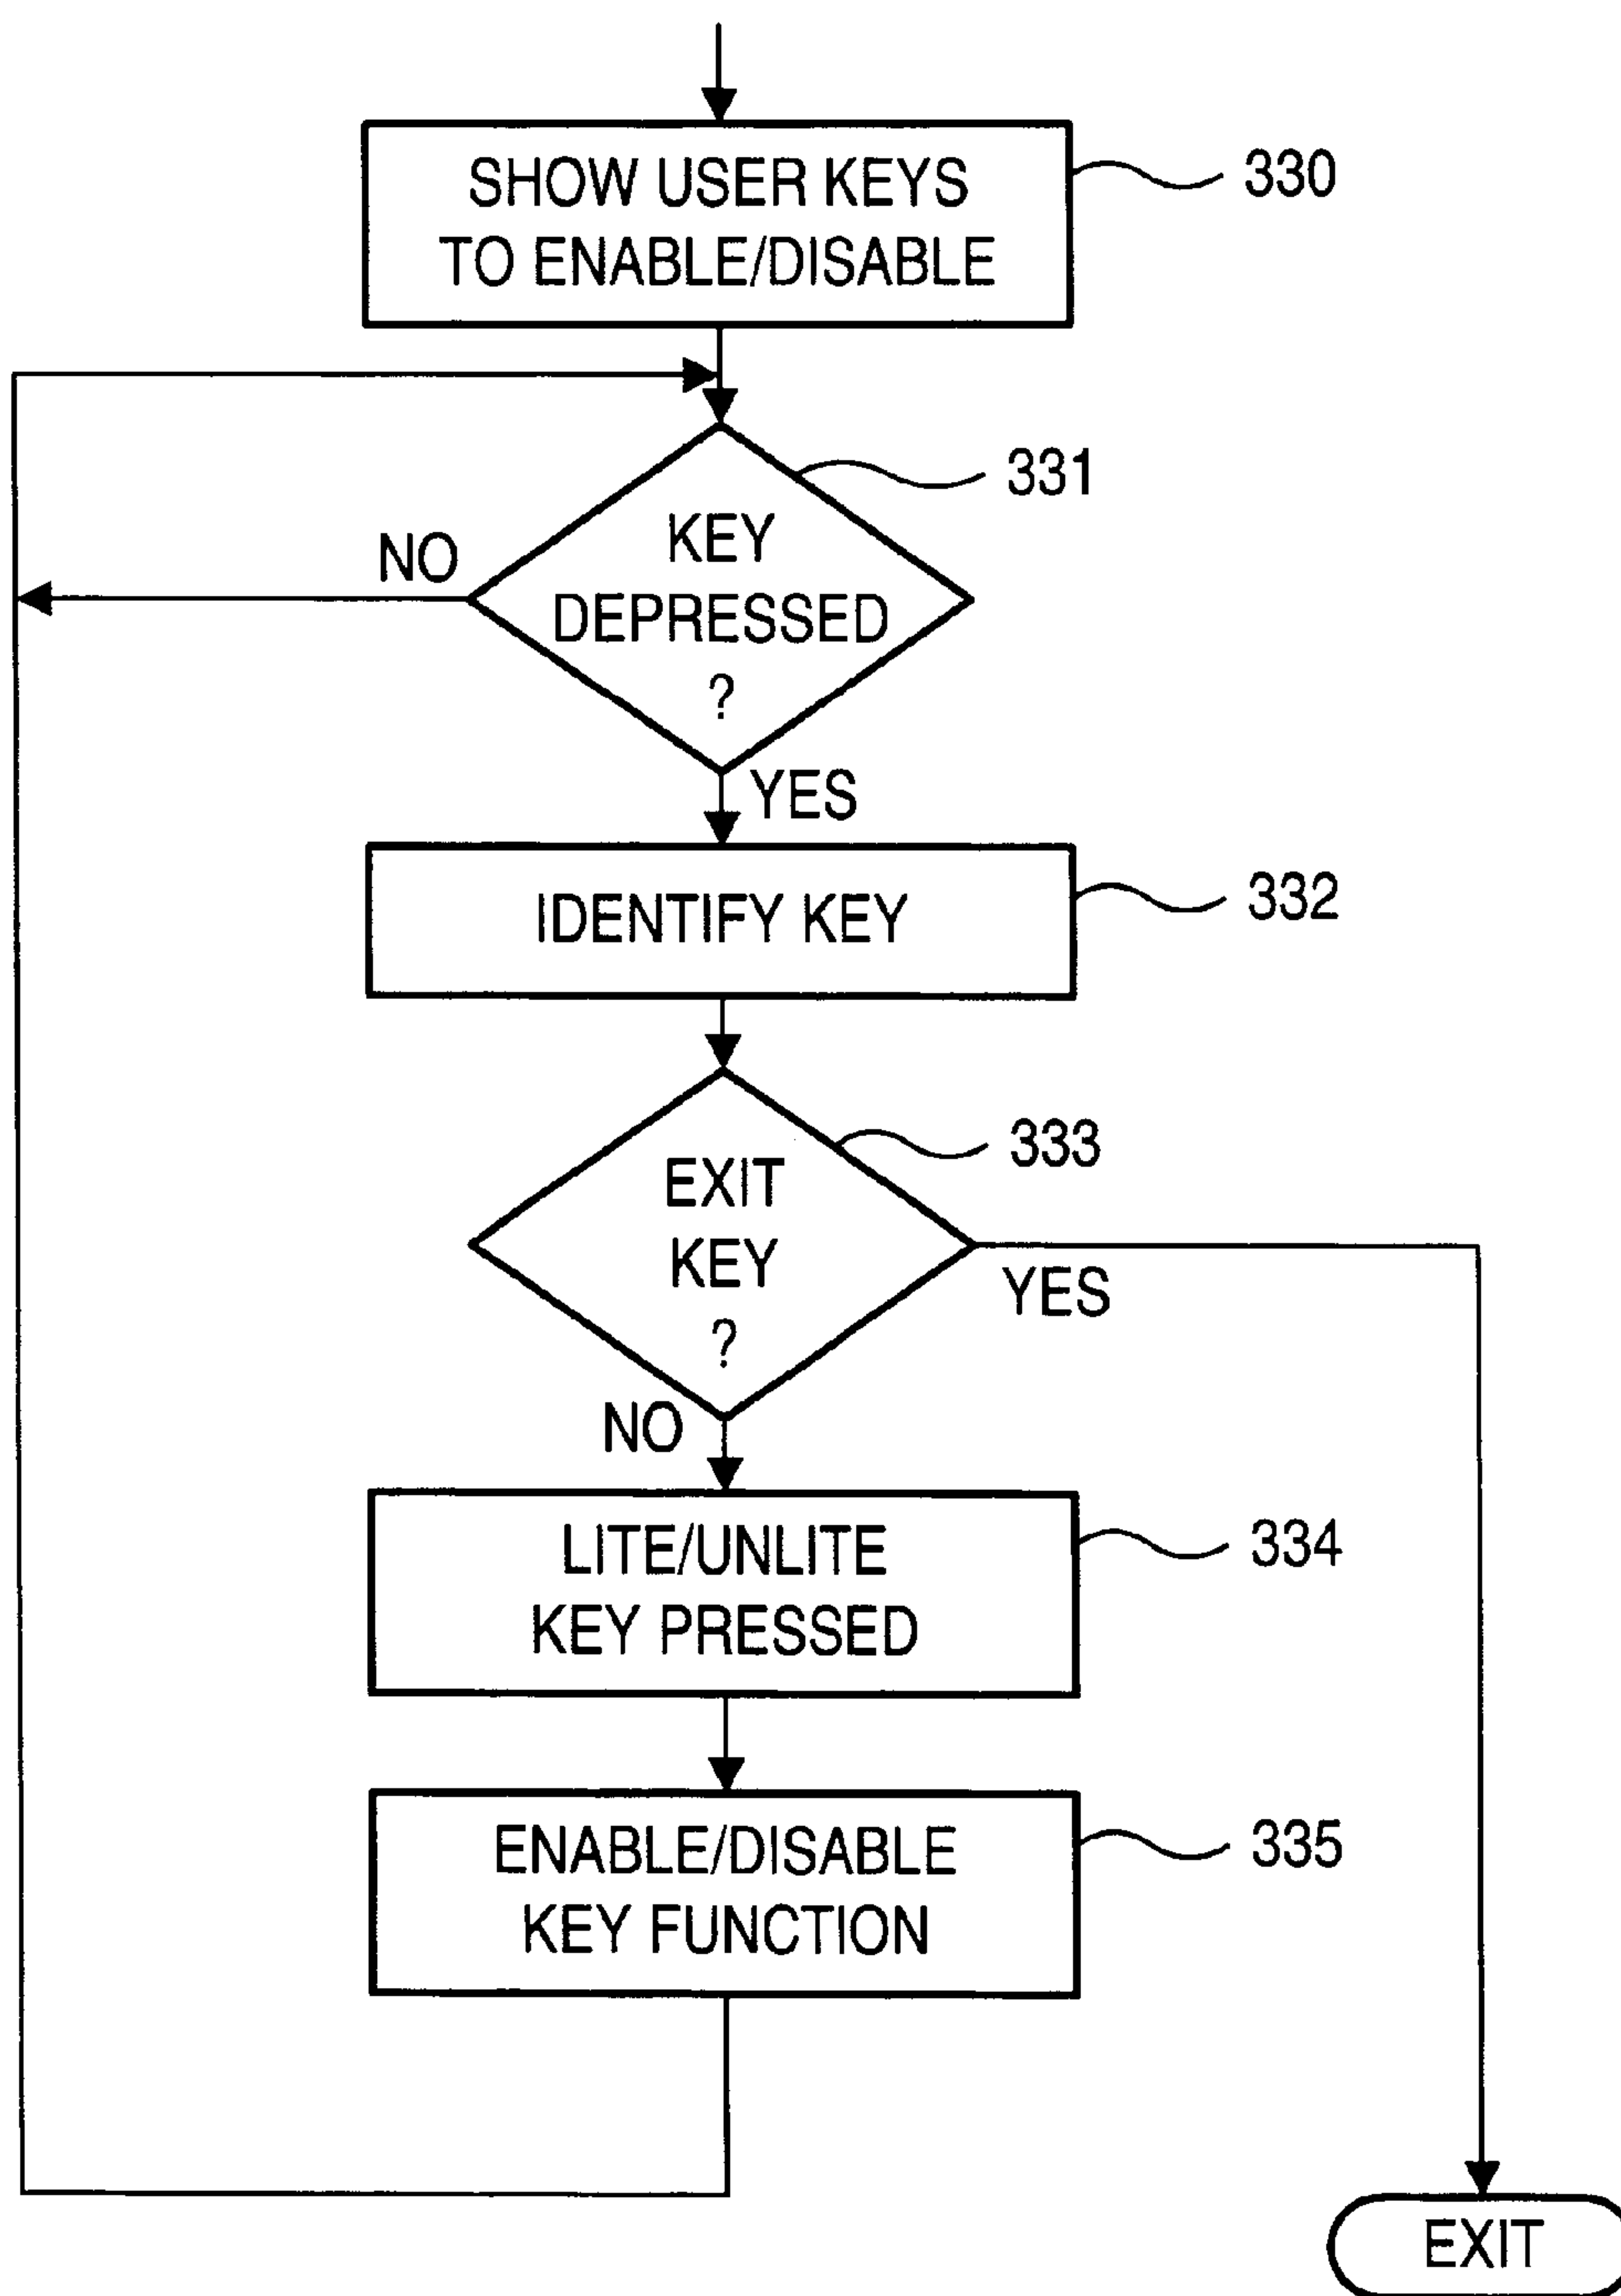 SHOW USER KEYS
TO ENABLE/DISABLE
330
331
KEY
DEPRESSED
?
NO
YES
IDENTIFY KEY
332
333
EXIT
KEY
?
YES
NO
LITE/UNLITE
KEY PRESSED
334
ENABLE/DISABLE
KEY FUNCTION
335
EXIT